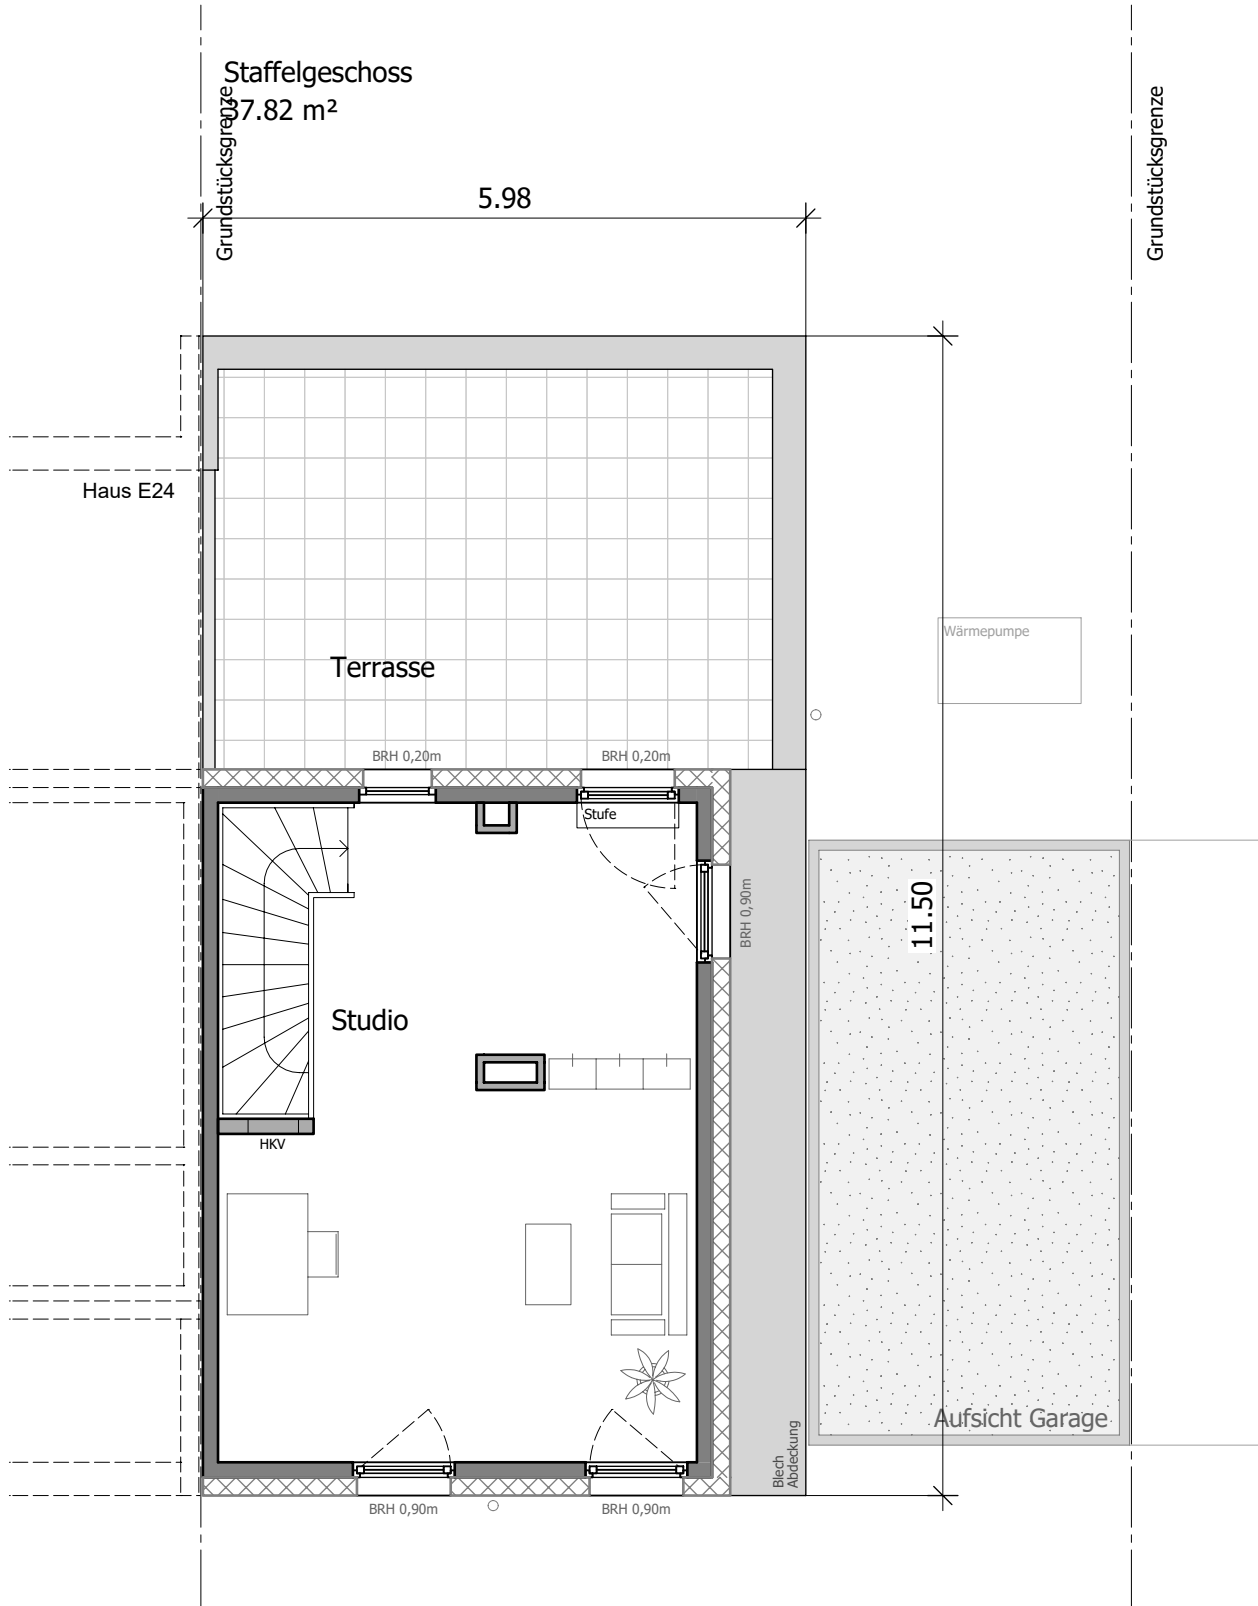 Staffelgeschoss
37.82 m²
Grundstücksgrenze
Grundstücksgrenze
5.98
Haus E24
Wärmepumpe
Terrasse
BRH 0,20m
BRH 0,20m
Stufe
BRH 0,90m
11.50
Studio
HKV
Aufsicht Garage
Blech
Abdeckung
BRH 0,90m
BRH 0,90m